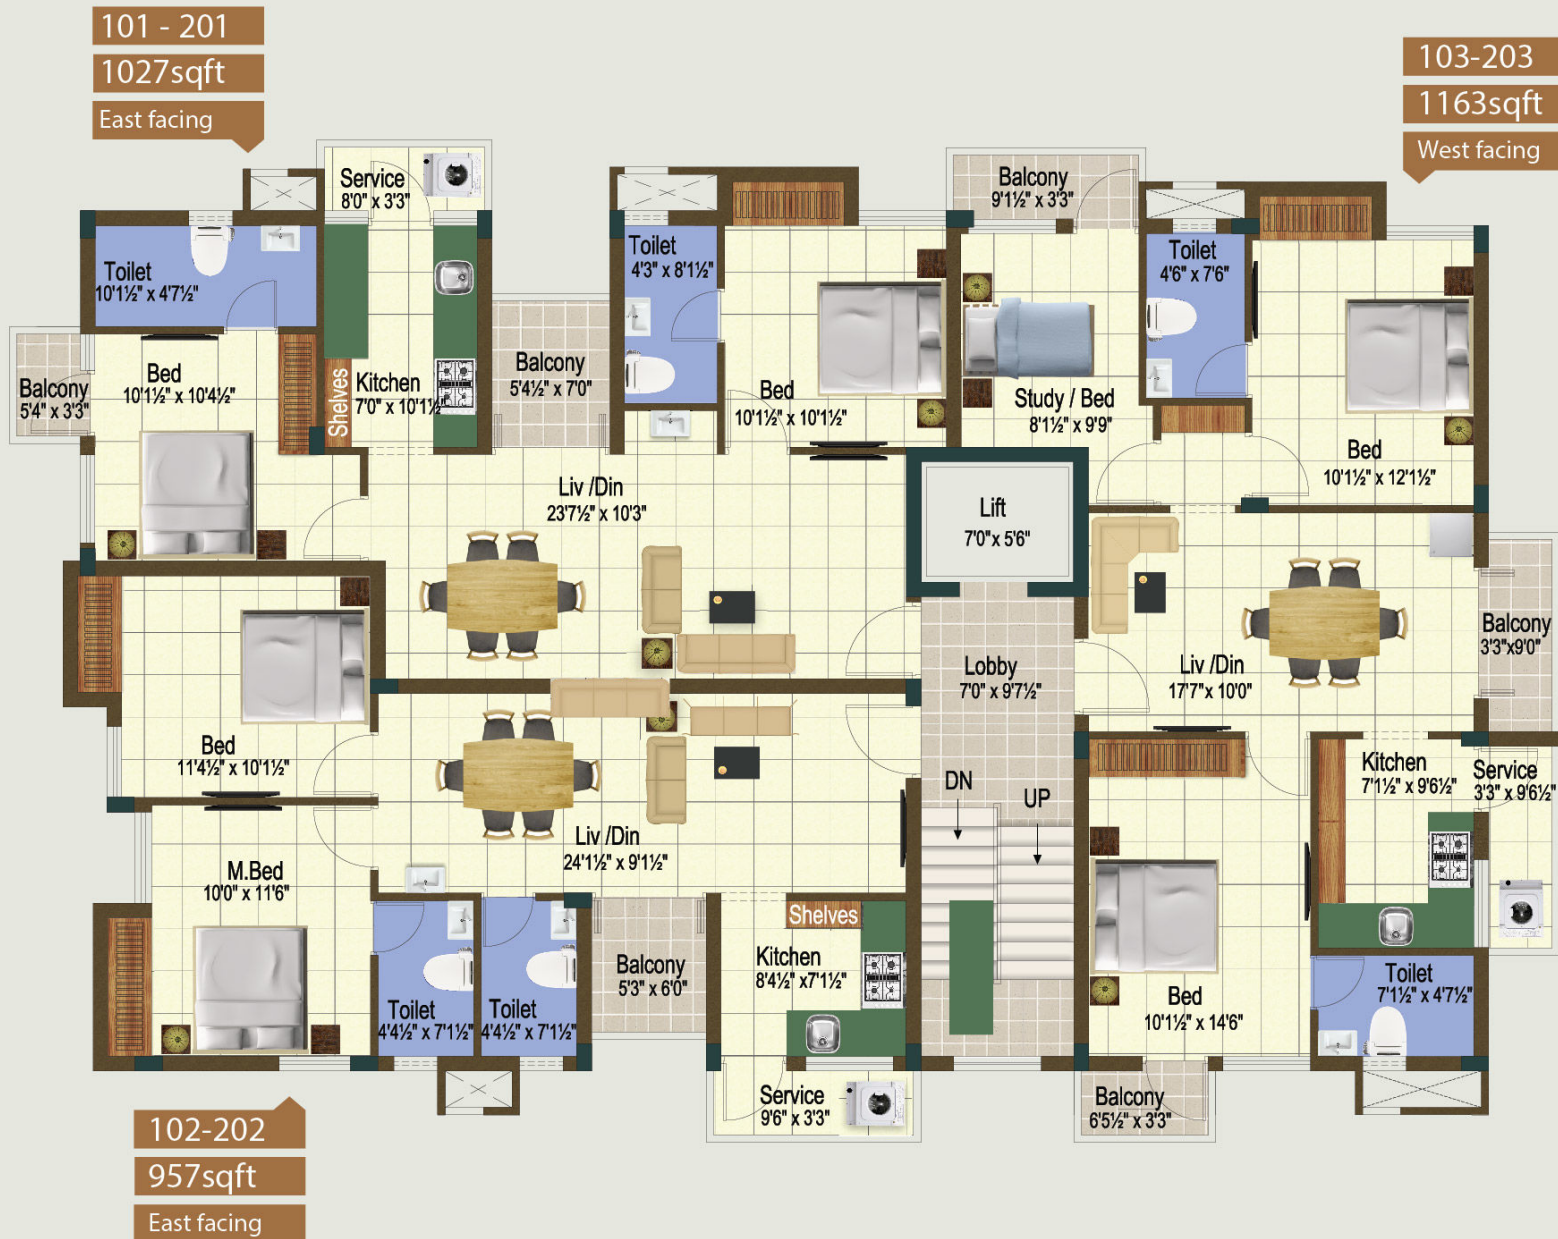 101 - 201
1027sqft
East facing
103-203
1163sqft
West facing
Service
8'0" x 3'3"
Balcony
9'1½" x 3'3"
Toilet
10'1½" x 4'7½"
Toilet
4'3" x 8'1½"
Toilet
4'6" x 7'6"
Balcony
5'4" x 3'3"
Bed
10'1½" x 10'4½"
Shelves
Kitchen
7'0" x 10'1½"
Balcony
5'4½" x 7'0"
Bed
10'1½" x 10'1½"
Study / Bed
8'1½" x 9'9"
Bed
10'1½" x 12'1½"
Liv /Din
23'7½" x 10'3"
Lift
7'0"x 5'6"
Balcony
3'3"x9'0"
Lobby
7'0" x 9'7½"
Liv /Din
17'7"x 10'0"
Bed
11'4½" x 10'1½"
DN
UP
Kitchen
7'1½" x 9'6½"
Service
3'3" x 9'6½"
Liv /Din
24'1½" x 9'1½"
M.Bed
10'0" x 11'6"
Shelves
Kitchen
8'4½" x7'1½"
Balcony
5'3" x 6'0"
Toilet
4'4½" x 7'1½"
Toilet
4'4½" x 7'1½"
Bed
10'1½" x 14'6"
Toilet
7'1½" x 4'7½"
Service
9'6" x 3'3"
Balcony
6'5½" x 3'3"
102-202
957sqft
East facing